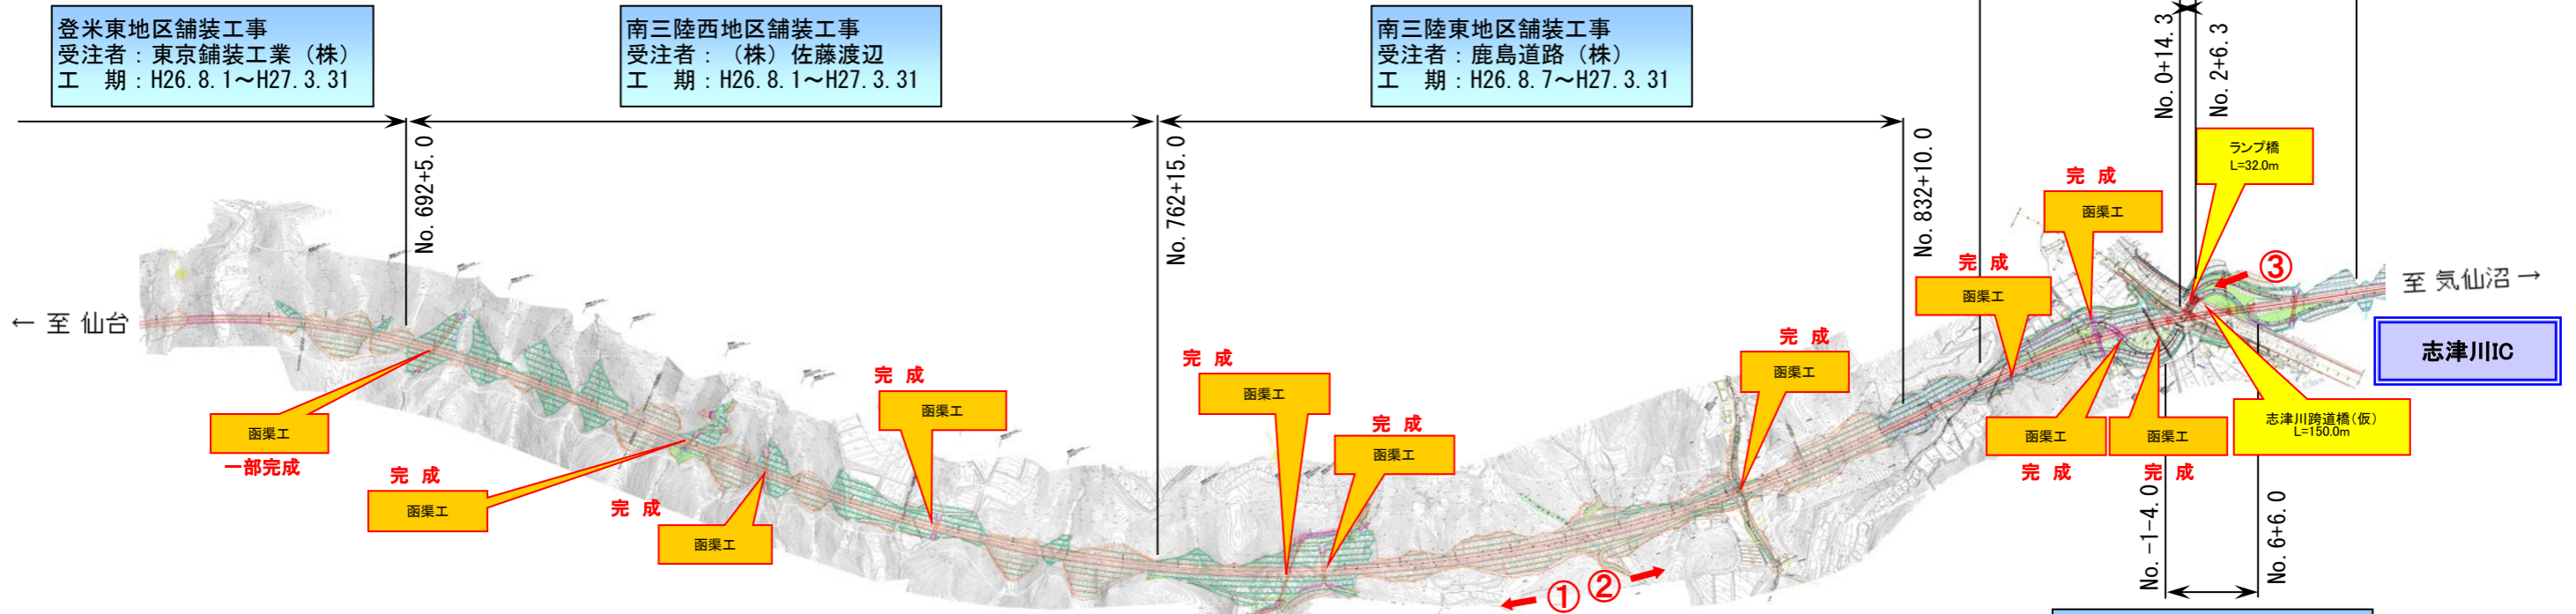 登米東地区舗装工事
受注者：東京鋪装工業（株）
工　期：H26.8.1～H27.3.31
南三陸西地区舗装工事
受注者：（株）佐藤渡辺
工　期：H26.8.1～H27.3.31
南三陸東地区舗装工事
受注者：鹿島道路（株）
工　期：H26.8.7～H27.3.31
No.692+5.0
No.762+15.0
No.832+10.0
No.0+14.3
No.2+6.3
ランプ橋
L=32.0m
完 成
函渠工
完 成
函渠工
③
至 気仙沼 →
志津川IC
← 至 仙台
函渠工
一部完成
完 成
函渠工
完 成
函渠工
完 成
函渠工
完 成
函渠工
完 成
函渠工
完 成
函渠工
函渠工
完 成
函渠工
完 成
志津川跨道橋(仮)
L=150.0m
No.-1-4.0
No.6+6.0
①
②